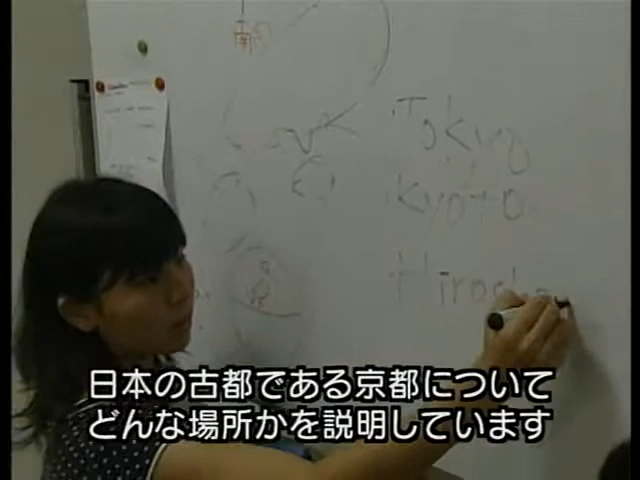 南
Tokyo
Kyoto
Hirosh
日本の古都である京都について
どんな場所かを説明しています